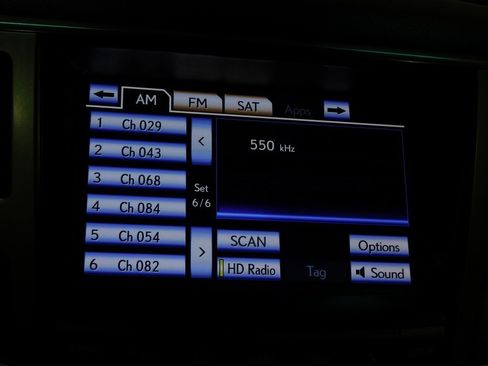 AM FM SAT Apps
1 Ch 029
2 Ch 043
3 Ch 068
4 Ch 084
5 Ch 054
6 Ch 082
<
Set
6/6
>
550 kHz
SCAN
Options
HD Radio
Tag
Sound